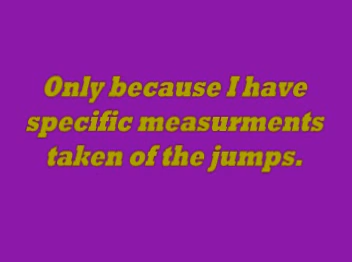 Only because I have
specific measurments
taken of the jumps.